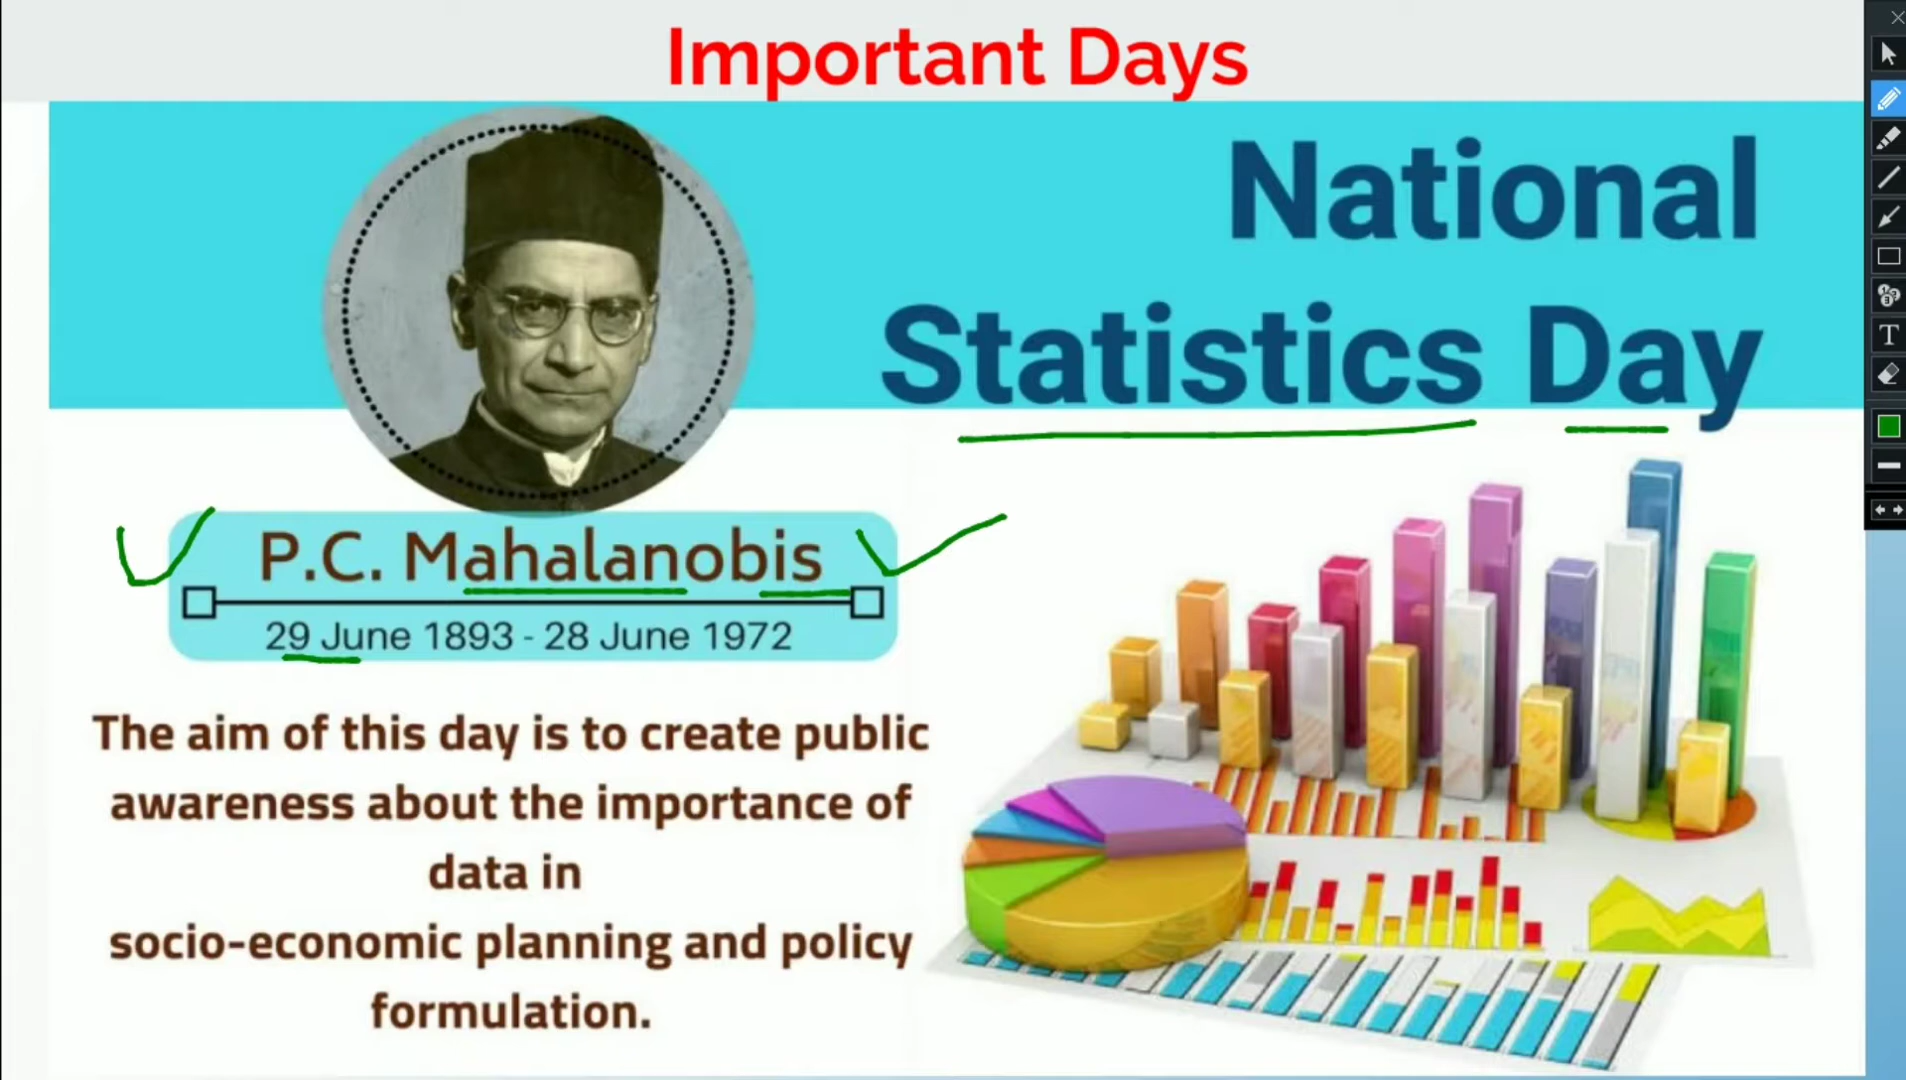 Important Days
National
Statistics Day
P.C. Mahalanobis
29 June 1893 - 28 June 1972
The aim of this day is to create public
awareness about the importance of
data in
socio-economic planning and policy
formulation.